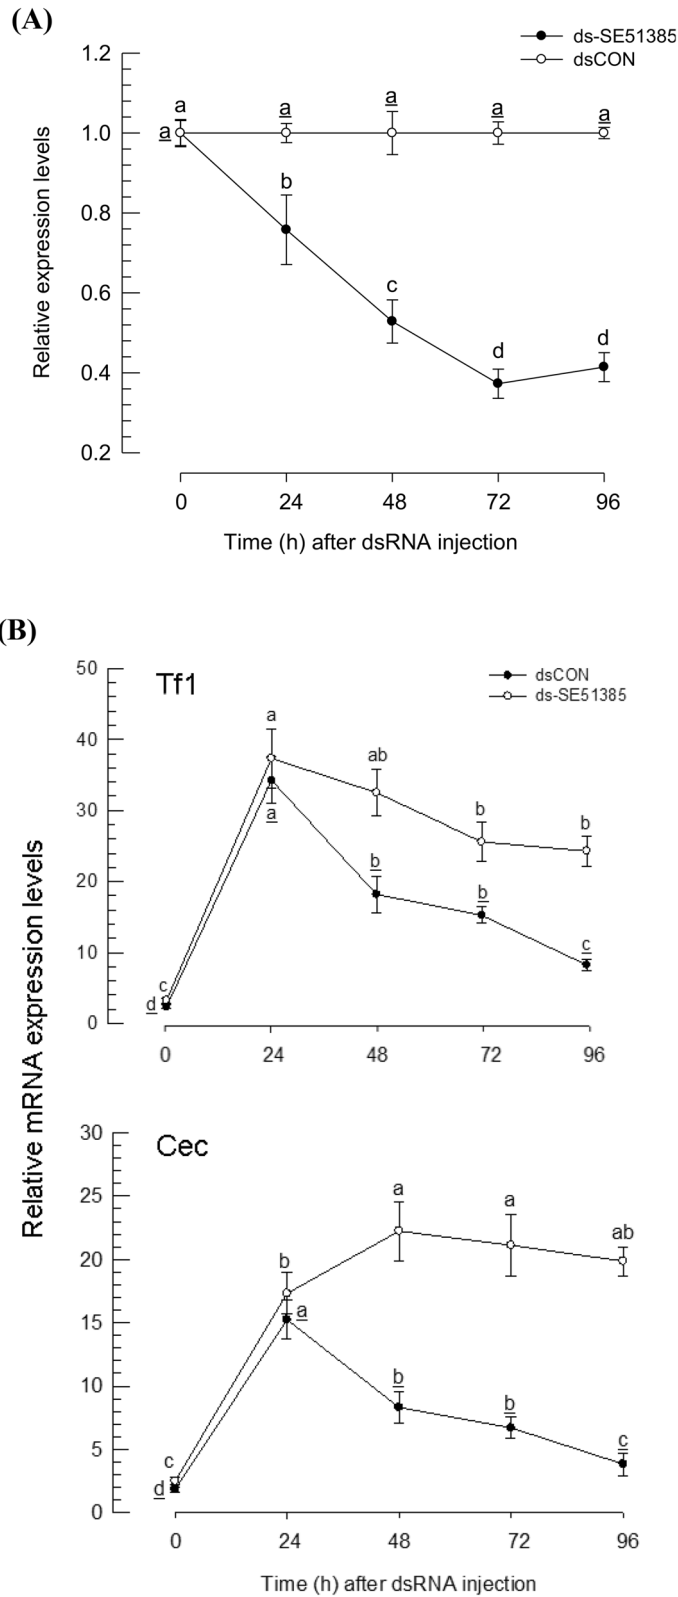 (A)
ds-SE51385
dsCON
1.2
1.0
0.8
0.6
0.4
0.2
Relative expression levels
a
a a a a a
b
c
d
d
0 24 48 72 96
Time (h) after dsRNA injection
(B)
Relative mRNA expression levels
Tf1
dsCON
ds-SE51385
50
40
30
20
10
0
a
ab
b
b
a
b
b
c
c
d
0 24 48 72 96
Cec
30
25
20
15
10
5
0
a
a
ab
b
a
b
b
c
c
d
0 24 48 72 96
Time (h) after dsRNA injection